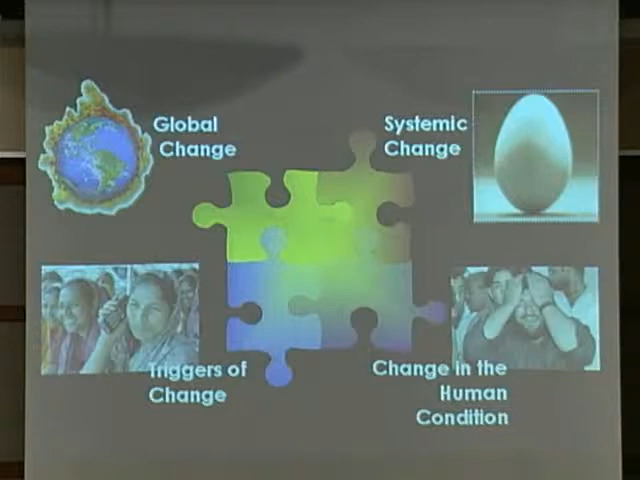 Global
Change
Systemic
Change
Triggers of
Change
Change in the
Human
Condition